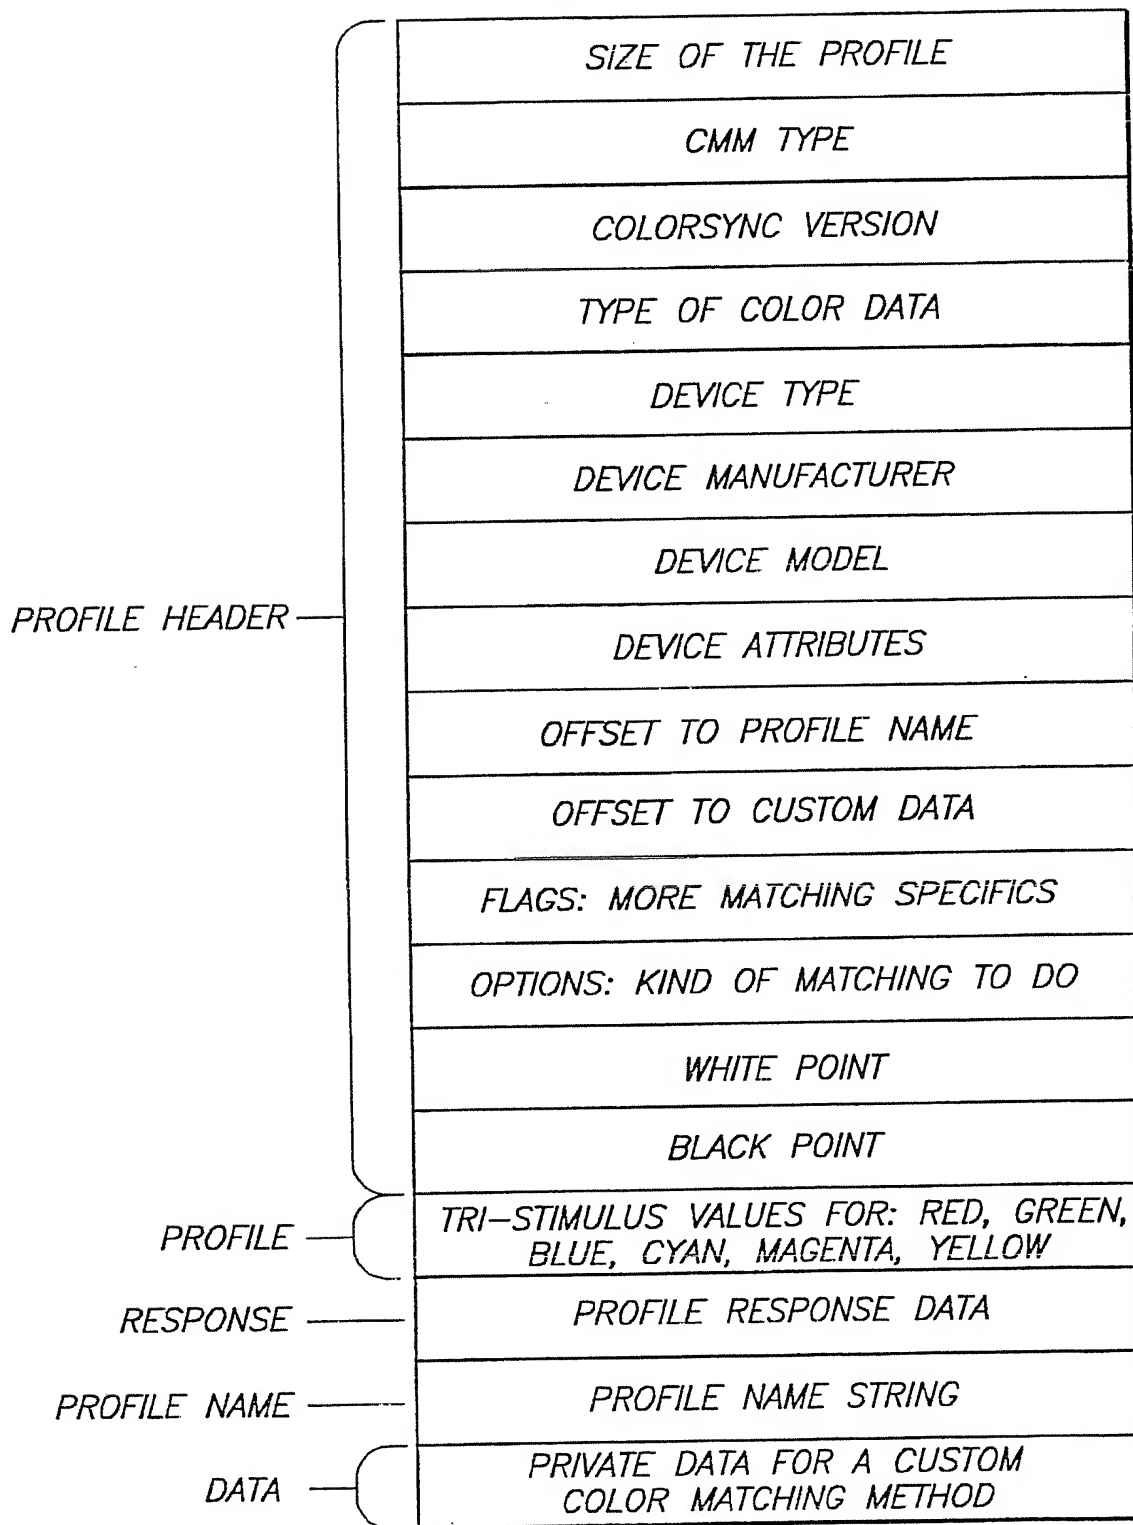 SIZE OF THE PROFILE
CMM TYPE
COLORSYNC VERSION
TYPE OF COLOR DATA
DEVICE TYPE
DEVICE MANUFACTURER
DEVICE MODEL
PROFILE HEADER
DEVICE ATTRIBUTES
OFFSET TO PROFILE NAME
OFFSET TO CUSTOM DATA
FLAGS: MORE MATCHING SPECIFICS
OPTIONS: KIND OF MATCHING TO DO
WHITE POINT
BLACK POINT
PROFILE
TRI-STIMULUS VALUES FOR: RED, GREEN,
BLUE, CYAN, MAGENTA, YELLOW
RESPONSE
PROFILE RESPONSE DATA
PROFILE NAME
PROFILE NAME STRING
DATA
PRIVATE DATA FOR A CUSTOM
COLOR MATCHING METHOD